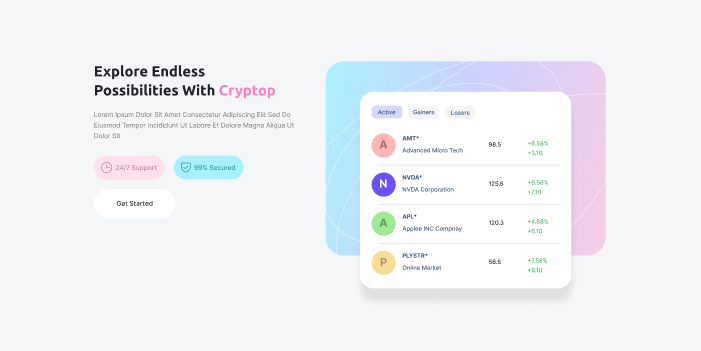 Explore Endless
Possibilities With Cryptop
Lorem Ipsum Dolor Sit Amet Consectetur Adipiscing Elit Sed Do
Eiusmod Tempor Incididunt Ut Labore Et Dolore Magna Aliqua Ut
Dolor Sit
24/7 Support
99% Secured
Get Started
Active
Gainers
Losers
A
AMT*
Advanced Micro Tech
98.5
+6.58%
+3.10
N
NVDA*
NVDA Corporation
125.6
+6.56%
+7.10
A
APL*
Applee INC Compnay
120.3
+4.68%
+6.10
P
PLYSTR*
Online Market
56.5
+7.56%
+9.10